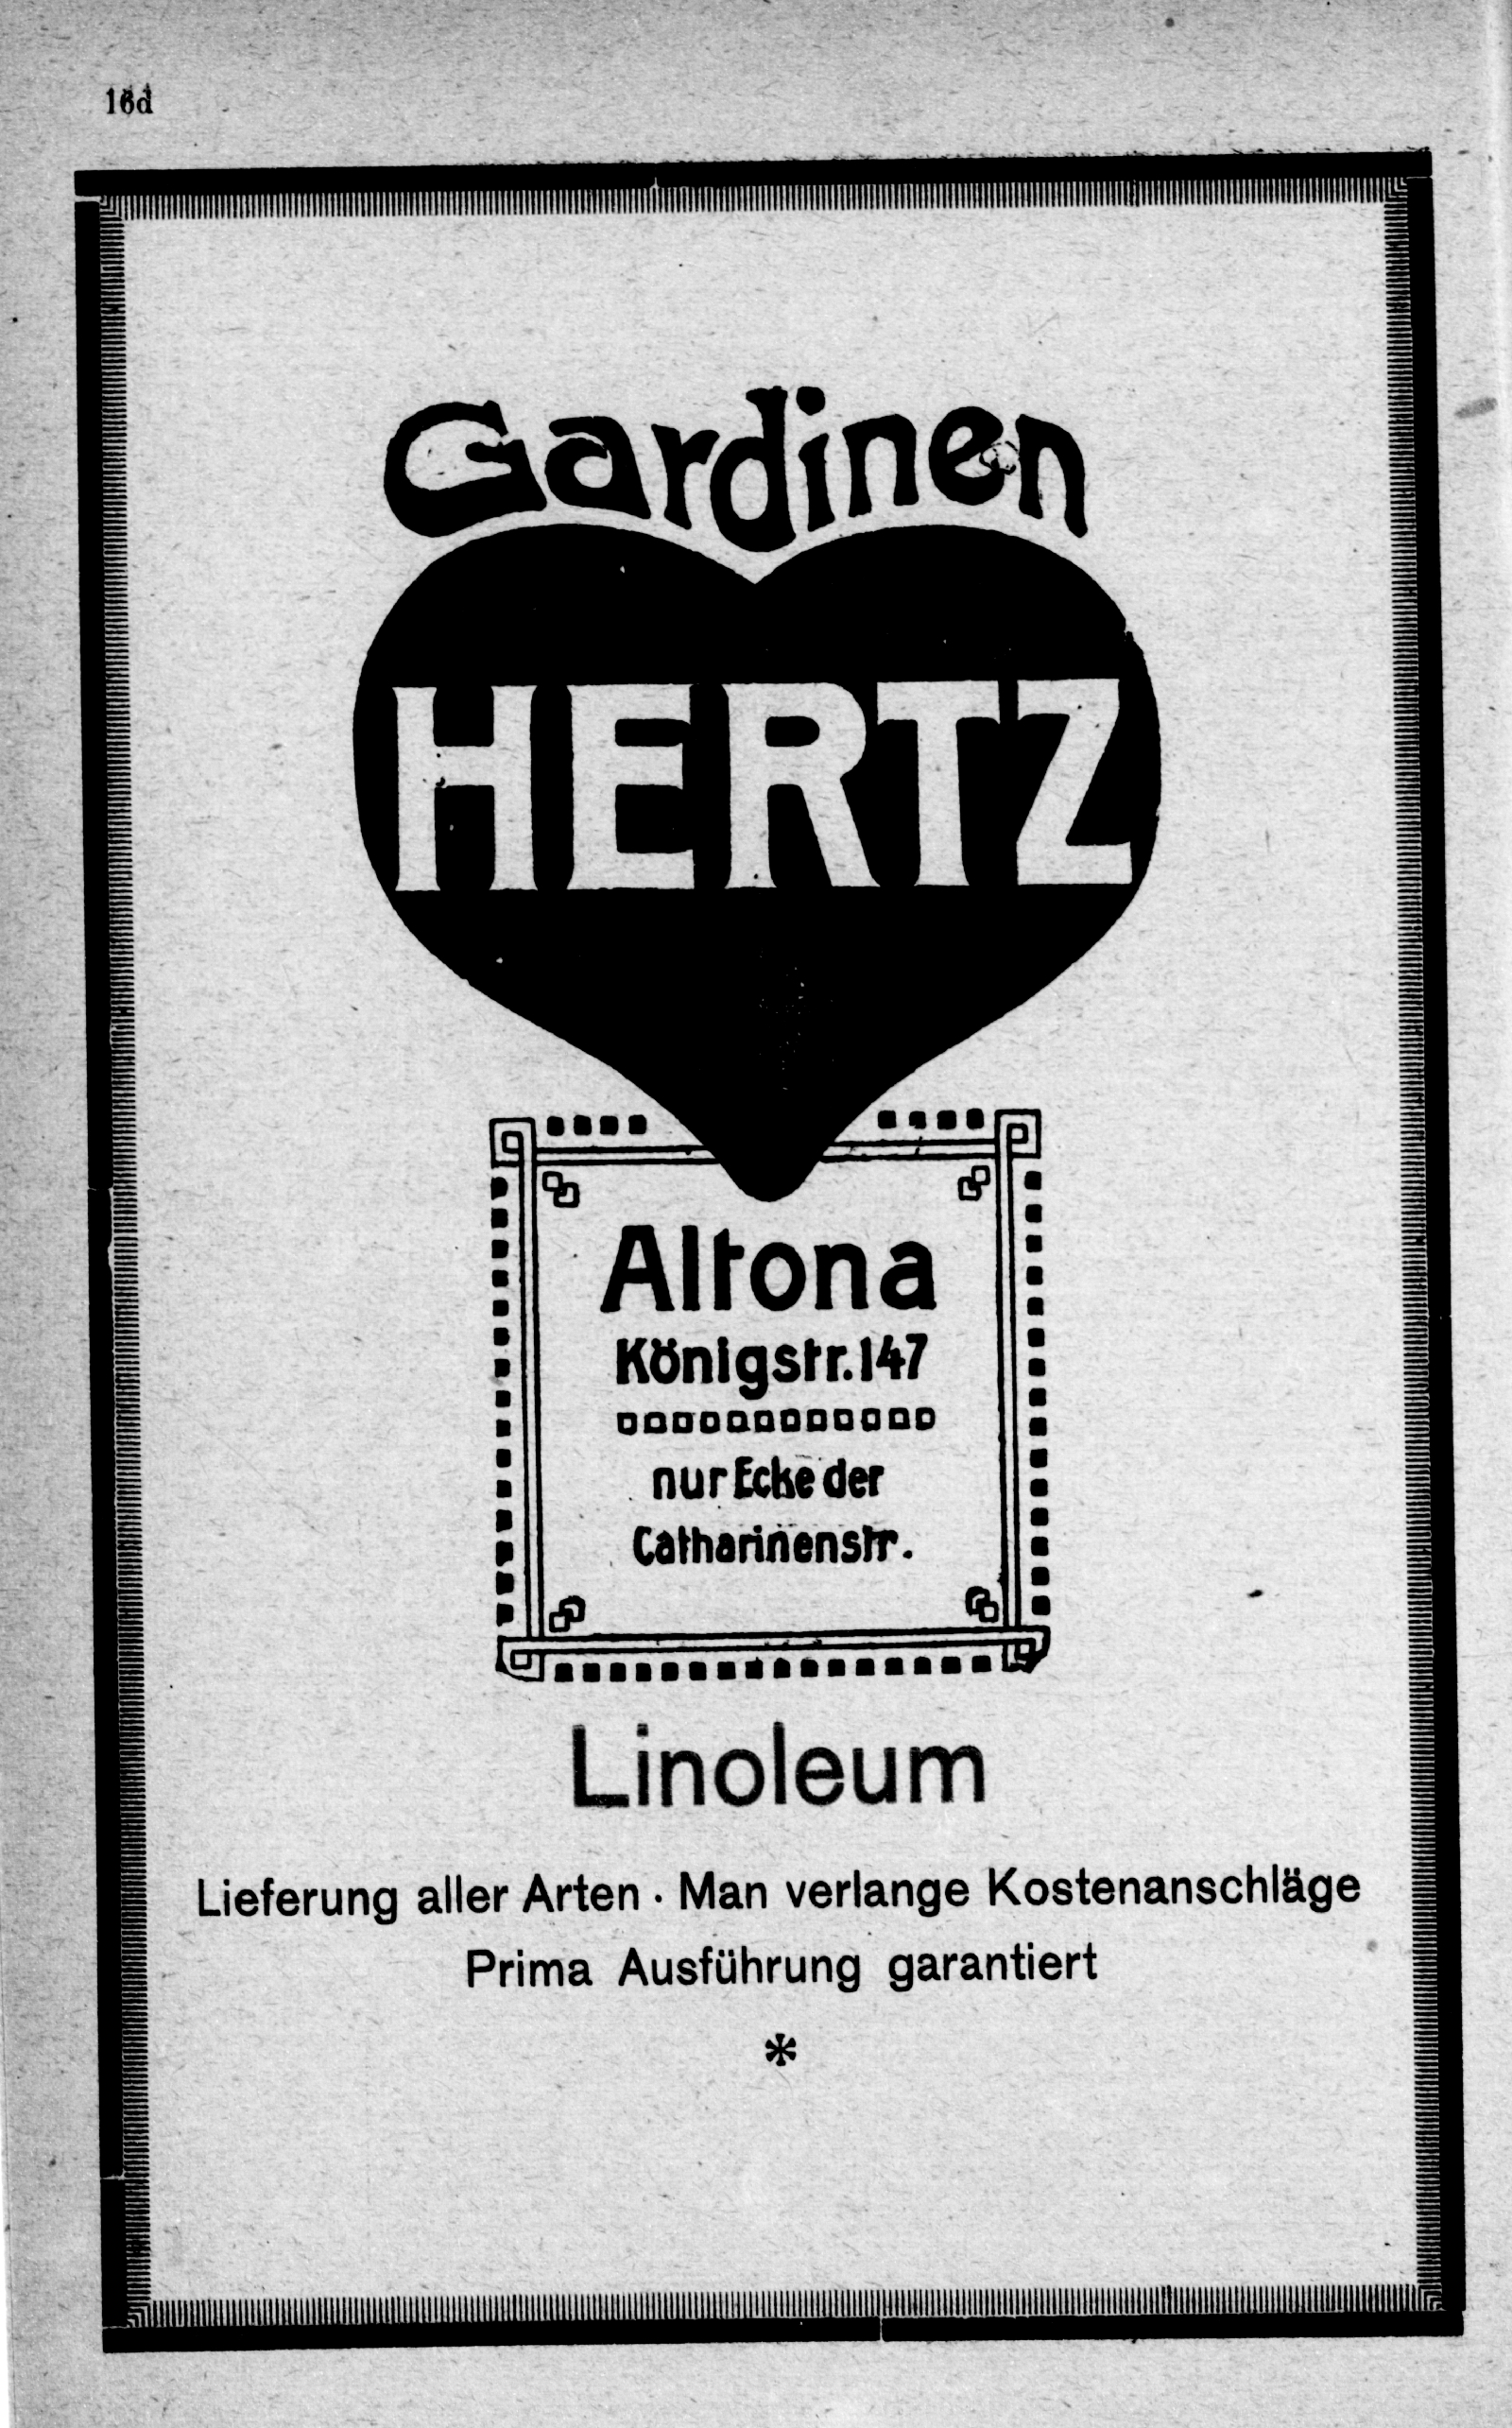 16d
Gardinen
HERTZ
Altona
Königstr. 147
nur Ecke der
Catharinenstr.
Linoleum
Lieferung aller Arten · Man verlange Kostenanschläge
Prima Ausführung garantiert
*